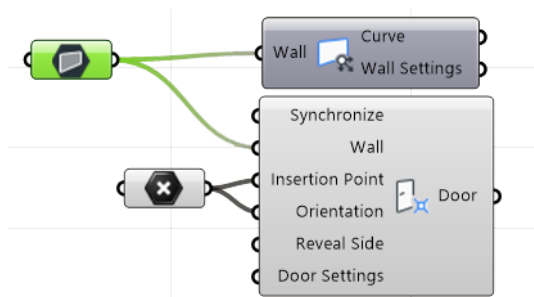 Curve
Wall
Wall Settings
Synchronize
Wall
Insertion Point
Door
Orientation
Reveal Side
Door Settings